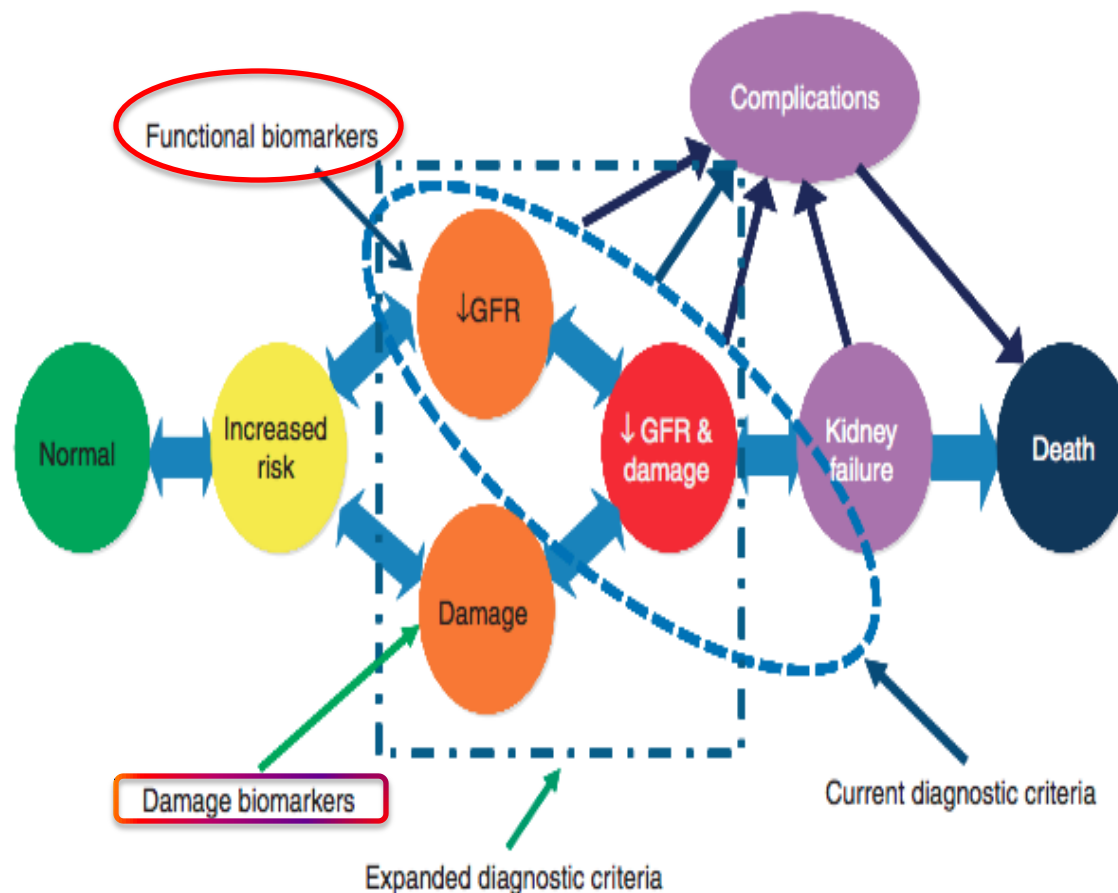 Complications
Functional biomarkers
↓GFR
Normal
Increased
risk
↓ GFR &
damage
Kidney
failure
Death
Damage
Damage biomarkers
Current diagnostic criteria
Expanded diagnostic criteria